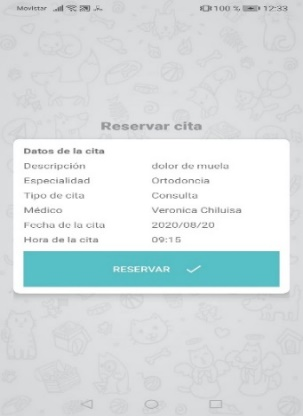 Movistar 100 % 12:33
Reservar cita
Datos de la cita
Descripción dolor de muela
Especialidad Ortodoncia
Tipo de cita Consulta
Médico Veronica Chiluisa
Fecha de la cita 2020/08/20
Hora de la cita 09:15
RESERVAR